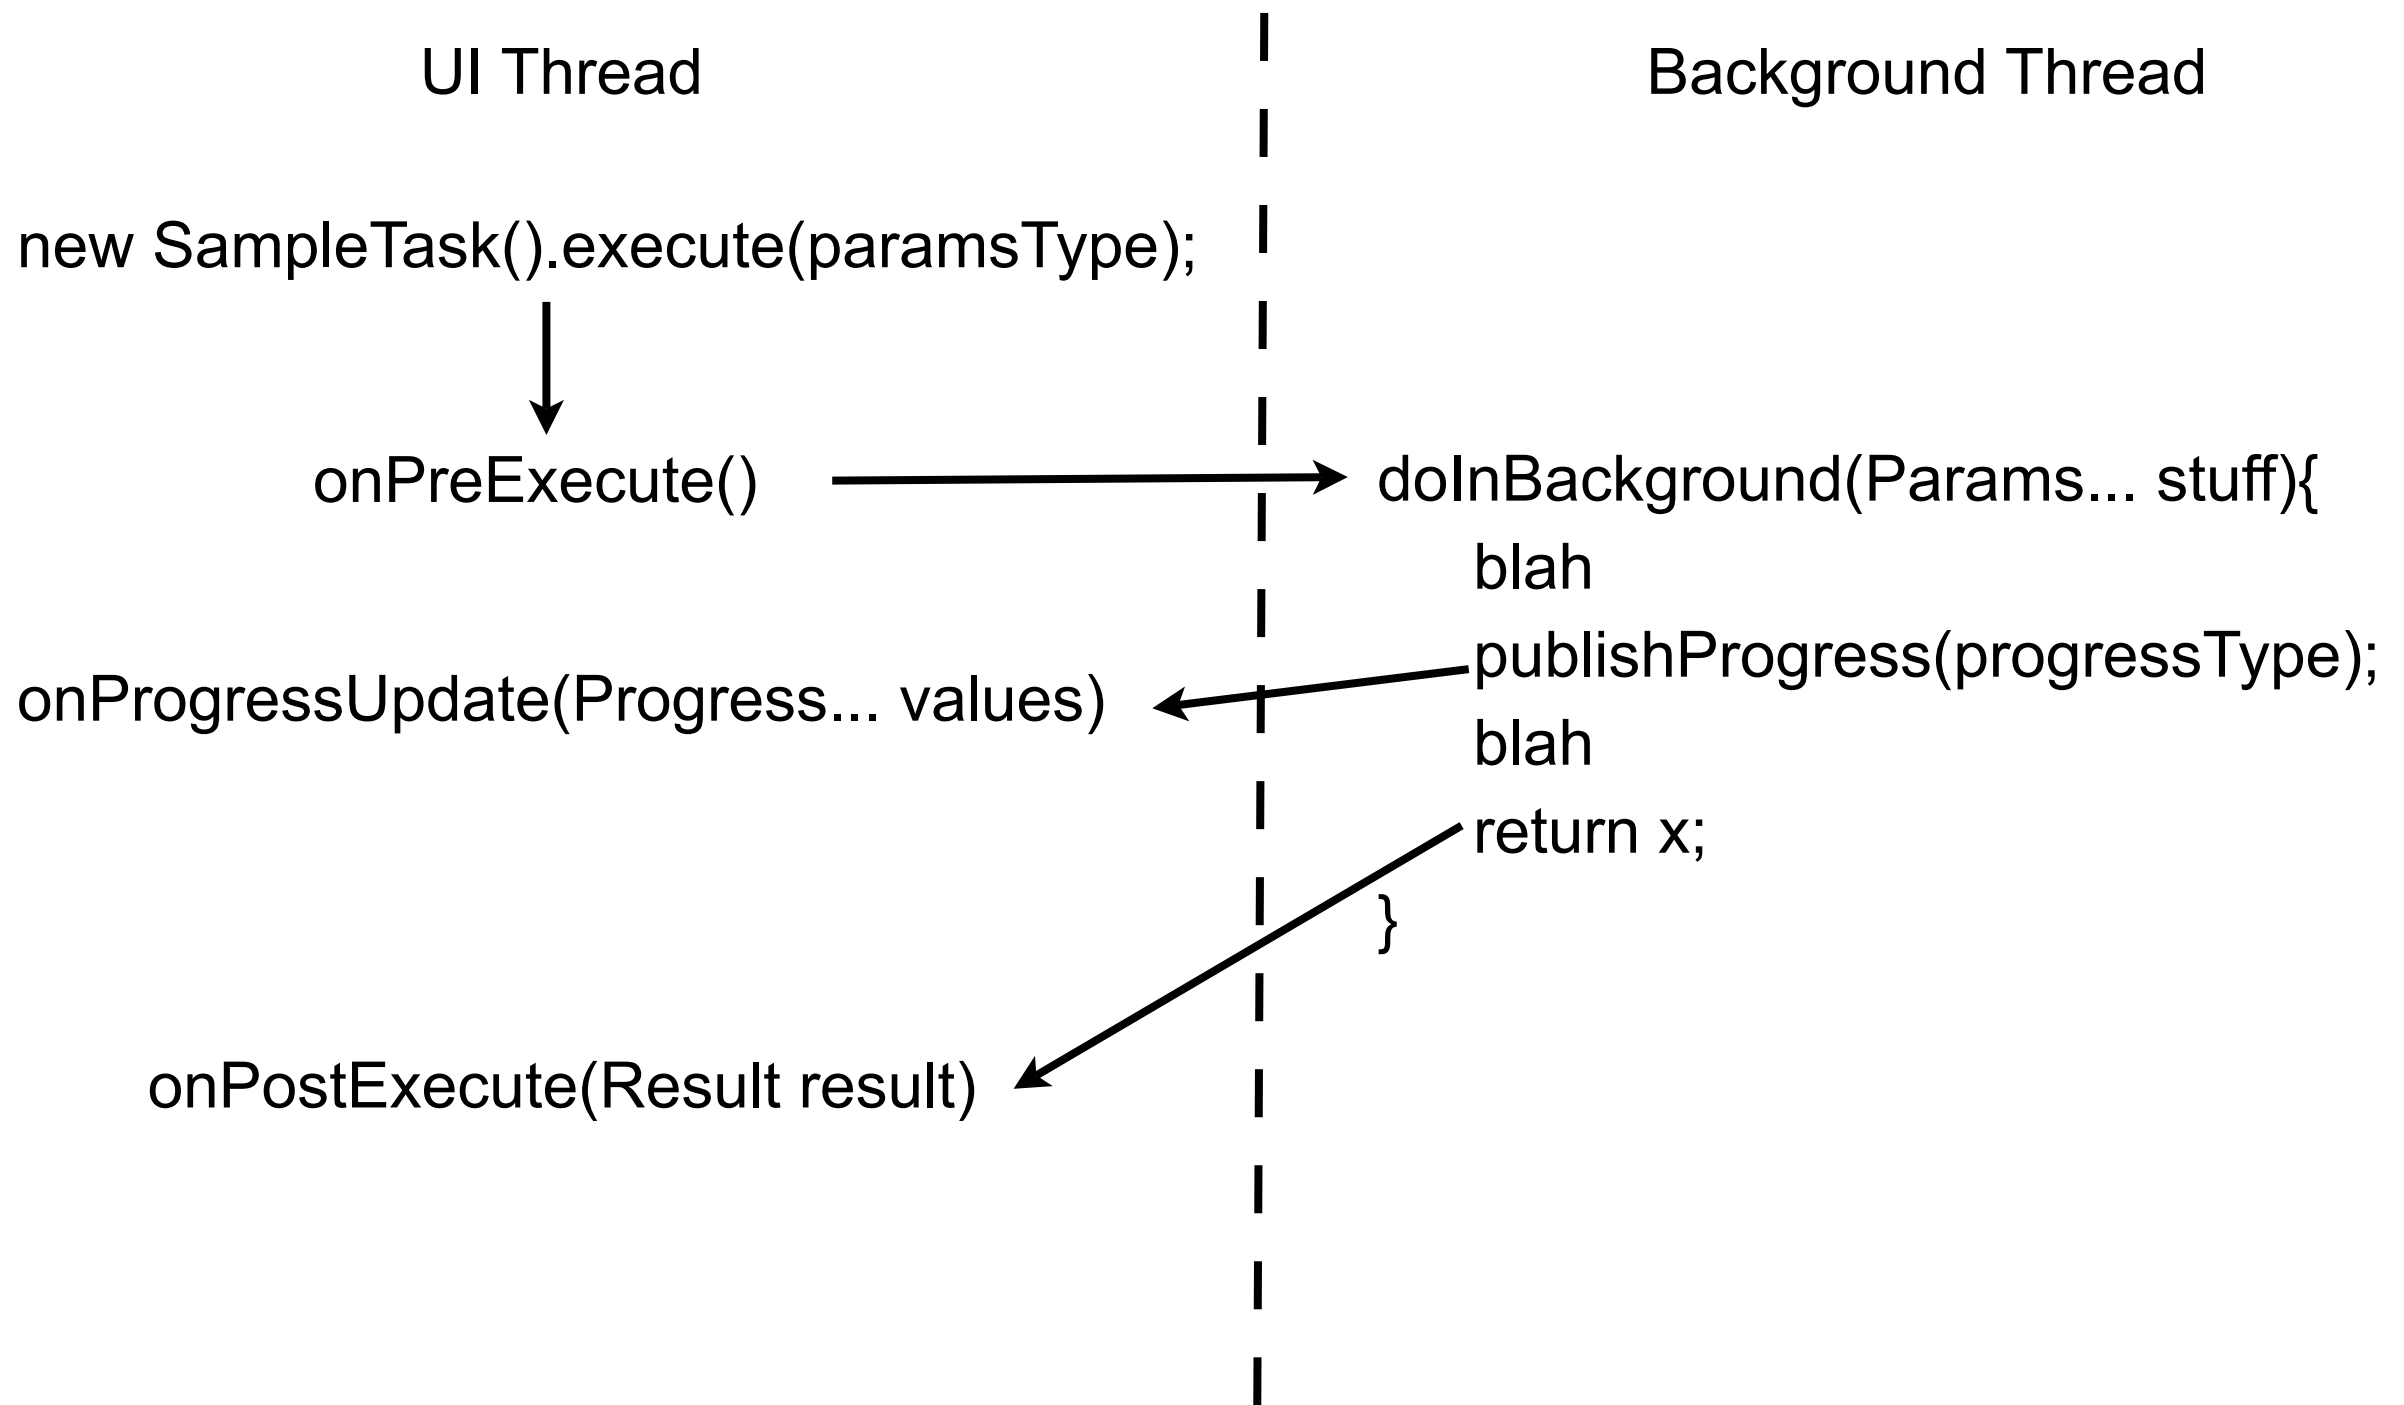 UI Thread
Background Thread
new SampleTask().execute(paramsType);
onPreExecute()
doInBackground(Params... stuff){
blah
publishProgress(progressType);
onProgressUpdate(Progress... values)
blah
return x;
}
onPostExecute(Result result)